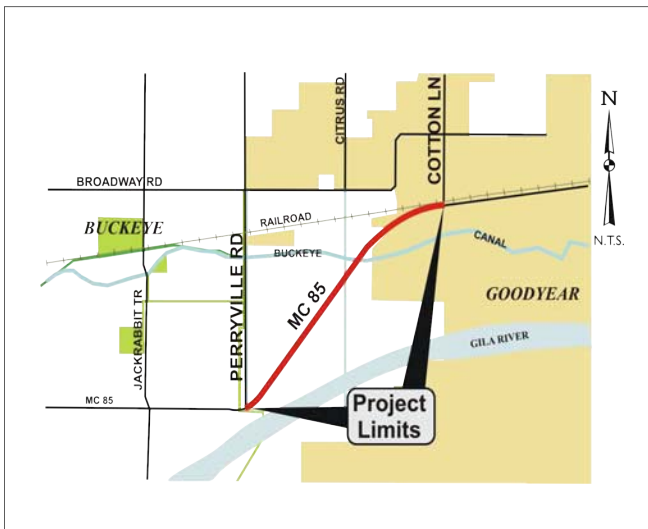 N
N.T.S.
CITRUS RD
COTTON LN
BROADWAY RD
BUCKEYE
RAILROAD
PERRYVILLE RD
BUCKEYE
CANAL
JACKRABBIT TR
MC 85
GOODYEAR
GILA RIVER
MC 85
Project
Limits